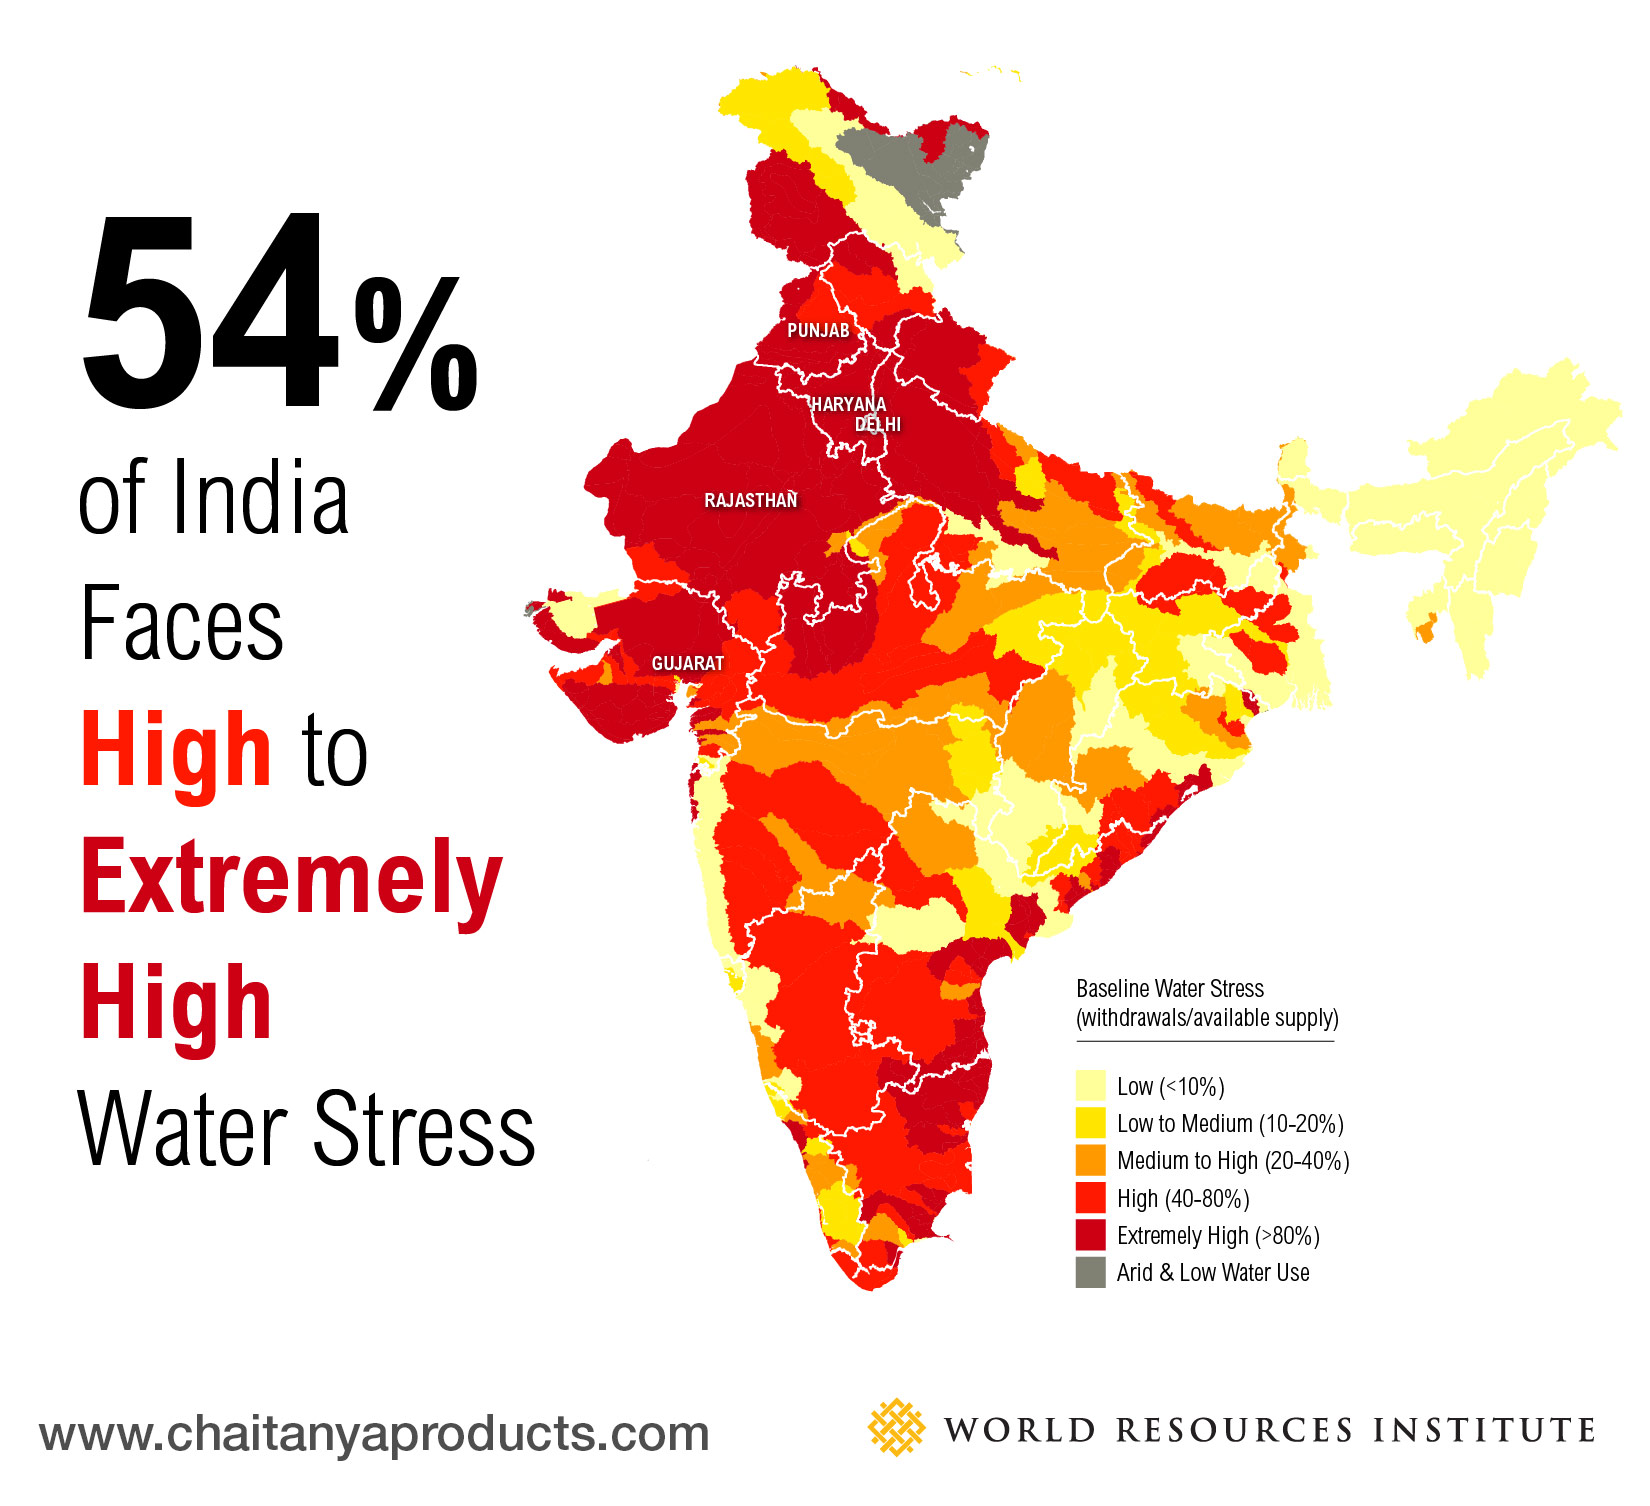 54%
of India
Faces
High to
Extremely
High
Water Stress
PUNJAB
HARYANA
DELHI
RAJASTHAN
GUJARAT
Baseline Water Stress
(withdrawals/available supply)
Low (<10%)
Low to Medium (10-20%)
Medium to High (20-40%)
High (40-80%)
Extremely High (>80%)
Arid & Low Water Use
www.chaitanyaproducts.com
WORLD RESOURCES INSTITUTE